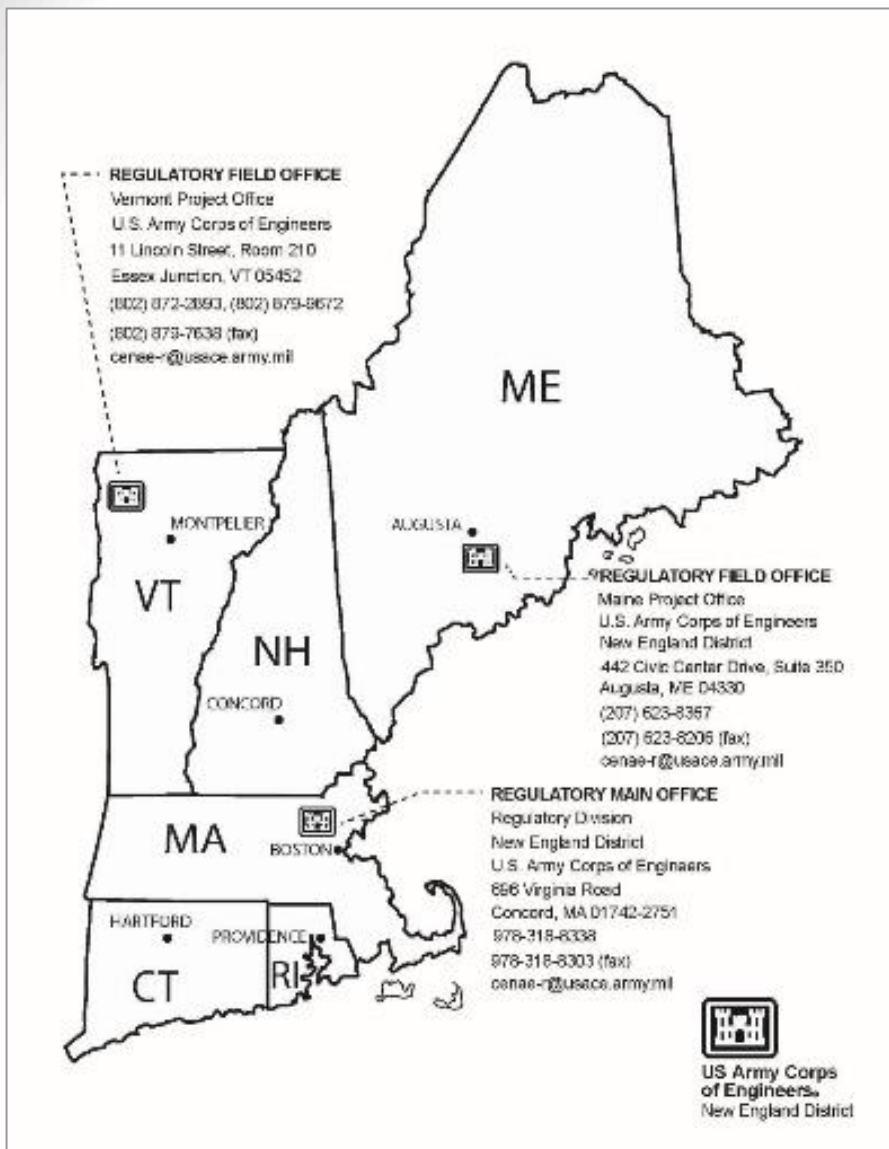 REGULATORY FIELD OFFICE
Vermont Project Office
U.S. Army Corps of Engineers
11 Lincoln Street, Room 210
Essex Junction, VT 05452
(802) 872-2893, (802) 879-9672
(802) 879-7638 (fax)
cenae-r@usace.army.mil
ME
MONTPELIER
VT
AUGUSTA
REGULATORY FIELD OFFICE
Maine Project Office
U.S. Army Corps of Engineers
New England District
442 Civic Center Drive, Suite 350
Augusta, ME 04330
(207) 623-8367
(207) 623-8206 (fax)
cenae-r@usace.army.mil
NH
CONCORD
REGULATORY MAIN OFFICE
Regulatory Division
New England District
U.S. Army Corps of Engineers
696 Virginia Road
Concord, MA 01742-2751
978-318-8338
978-318-8303 (fax)
cenae-r@usace.army.mil
MA
BOSTON
HARTFORD
PROVIDENCE
CT
RI
US Army Corps
of Engineers®
New England District